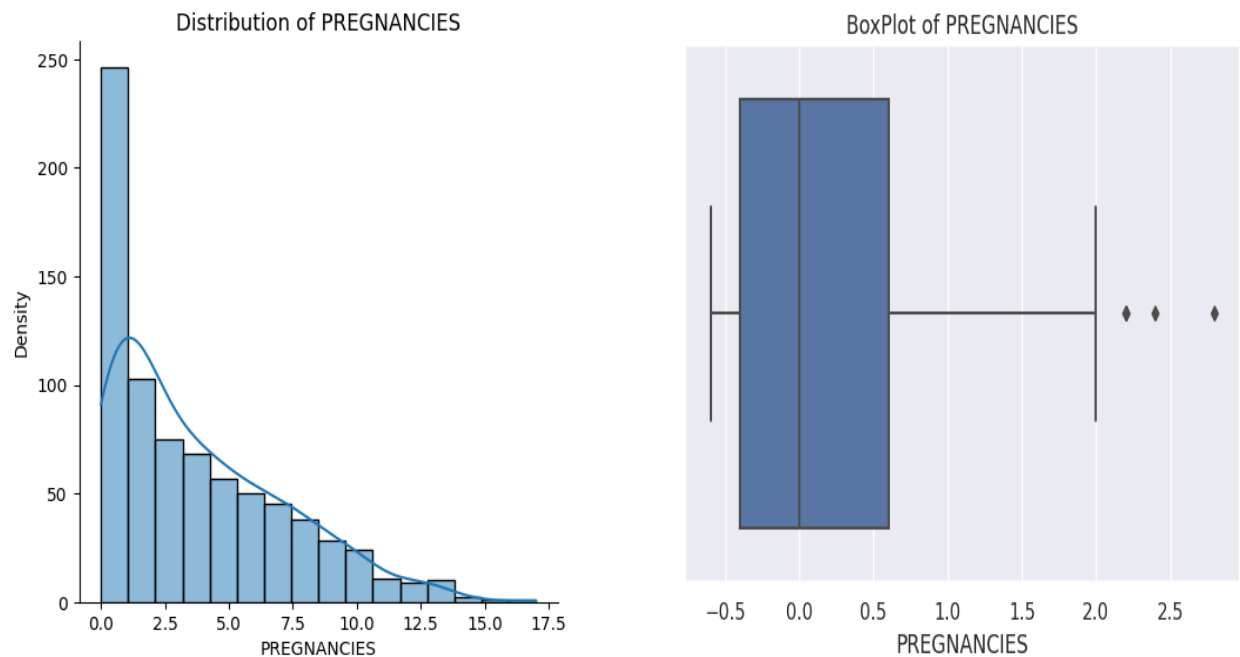 Distribution of PREGNANCIES
250
200
150
100
50
0
Density
0.0 2.5 5.0 7.5 10.0 12.5 15.0 17.5
PREGNANCIES
BoxPlot of PREGNANCIES
−0.5 0.0 0.5 1.0 1.5 2.0 2.5
PREGNANCIES